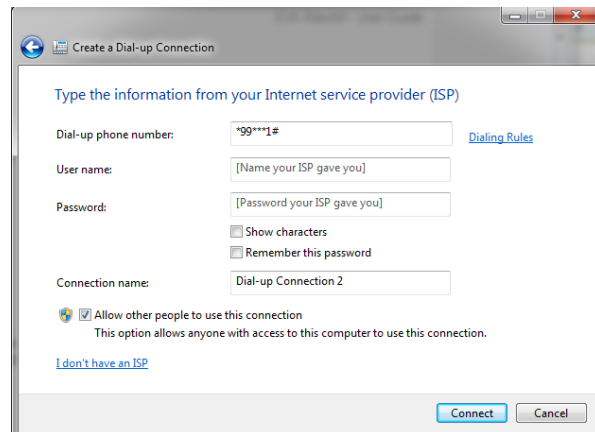 Create a Dial-up Connection
Type the information from your Internet service provider (ISP)
Dial-up phone number: *99***1# Dialing Rules
User name: [Name your ISP gave you]
Password: [Password your ISP gave you]
Show characters
Remember this password
Connection name: Dial-up Connection 2
Allow other people to use this connection
This option allows anyone with access to this computer to use this connection.
I don't have an ISP
Connect Cancel